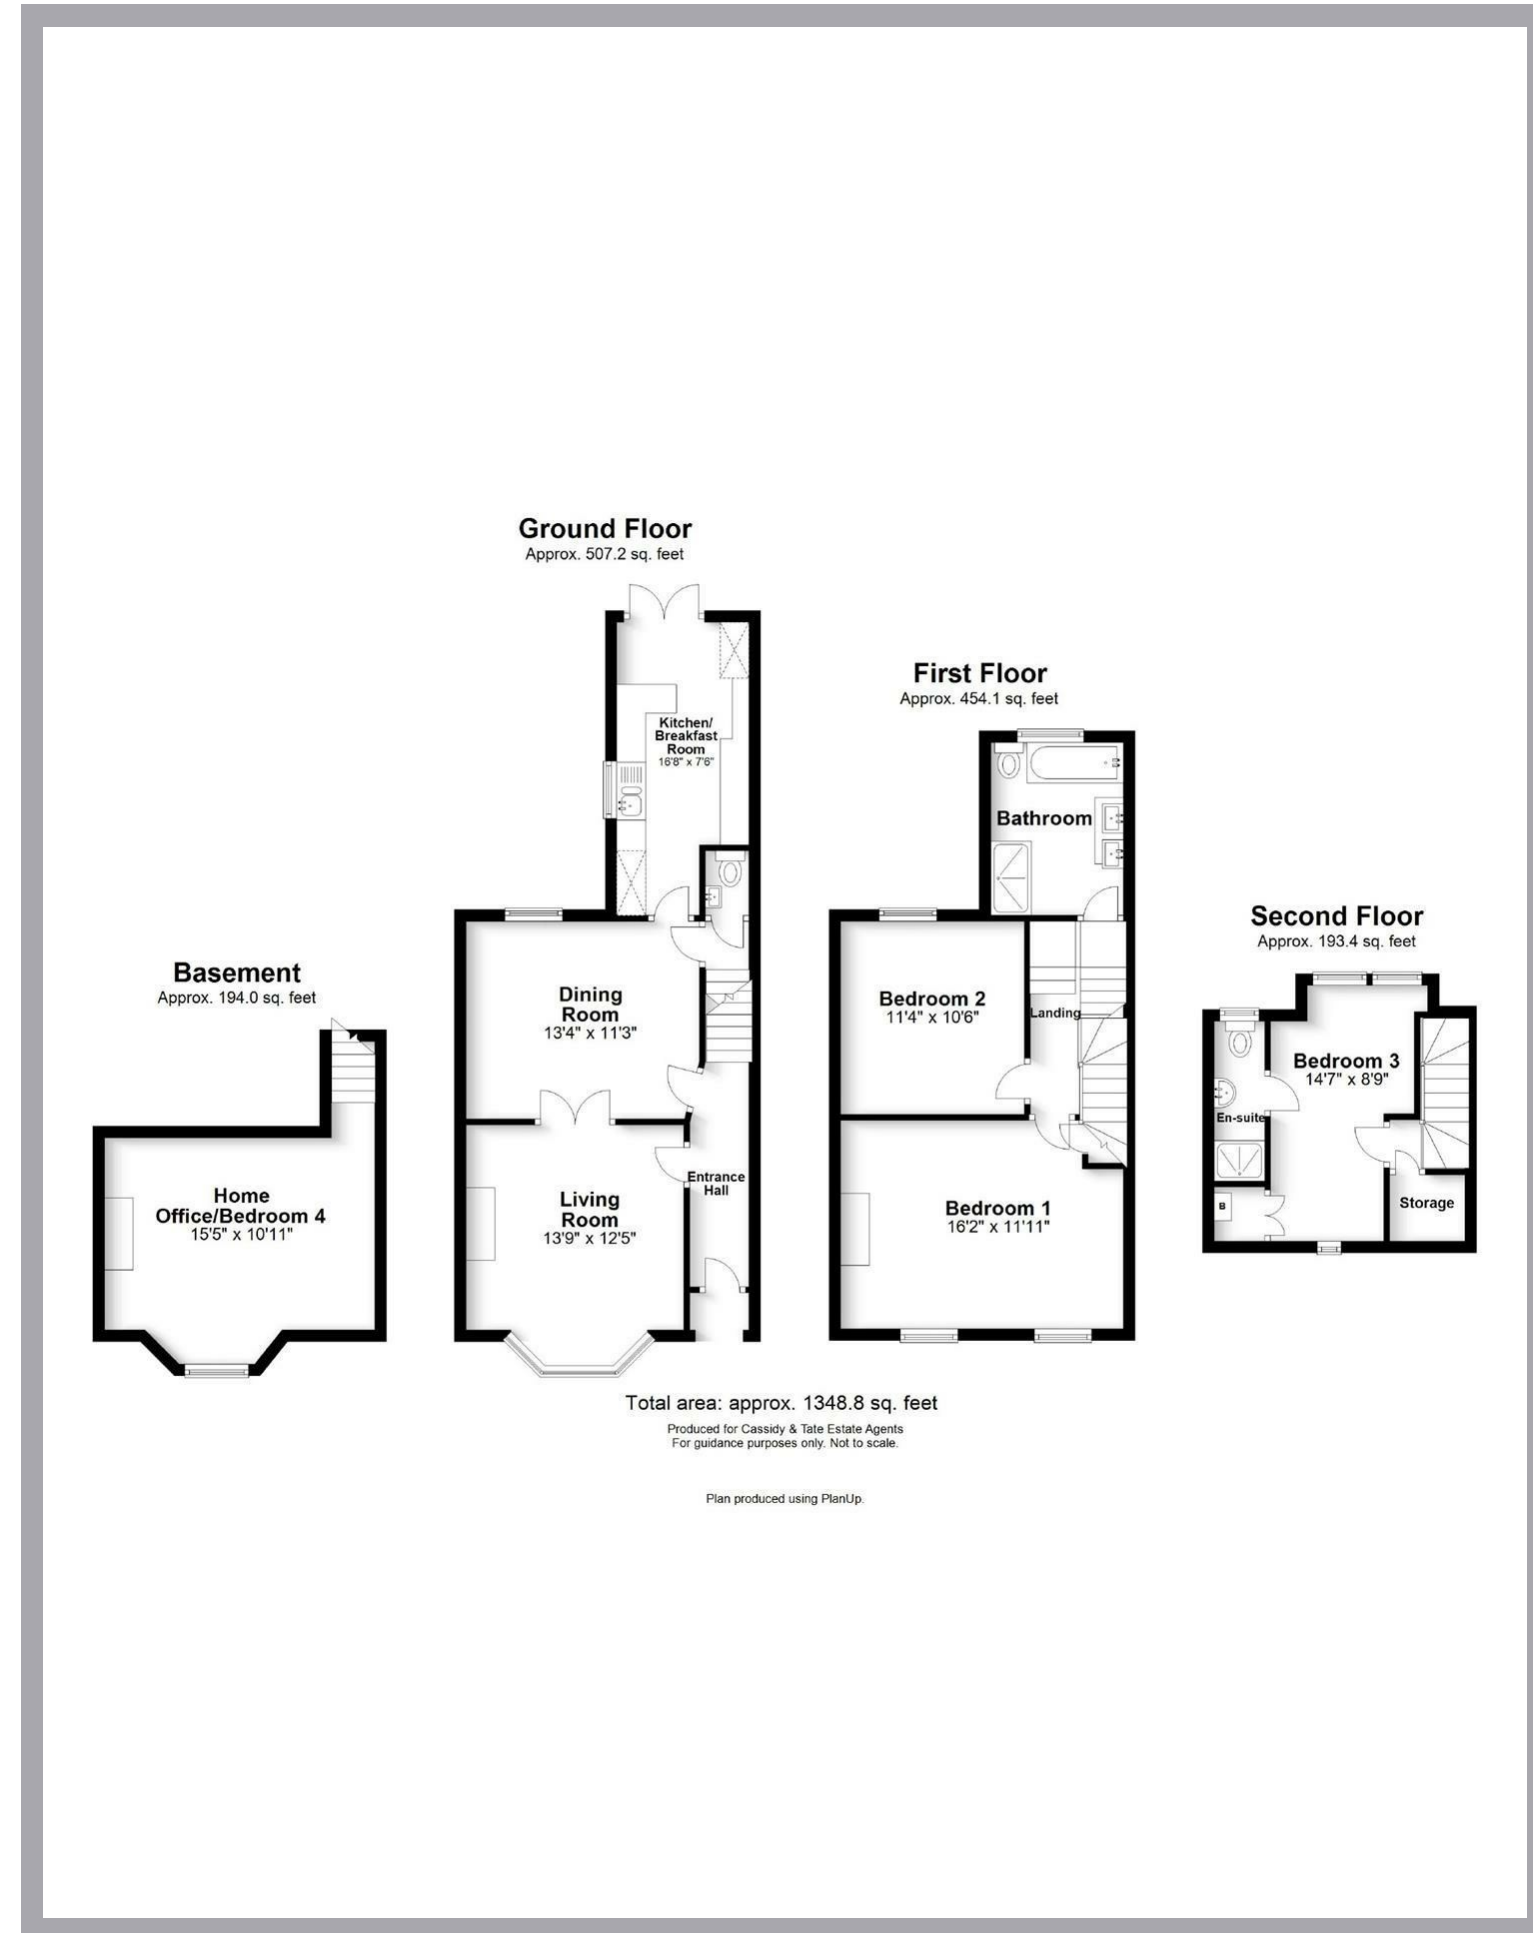 Ground Floor
Approx. 507.2 sq. feet
Kitchen/
Breakfast
Room
16'8" x 7'6"
Dining
Room
13'4" x 11'3"
Living
Room
13'9" x 12'5"
Entrance
Hall
First Floor
Approx. 454.1 sq. feet
Bathroom
Bedroom 2
11'4" x 10'6"
Landing
Bedroom 1
16'2" x 11'11"
Second Floor
Approx. 193.4 sq. feet
Bedroom 3
14'7" x 8'9"
En-suite
B
Storage
Basement
Approx. 194.0 sq. feet
Home
Office/Bedroom 4
15'5" x 10'11"
Total area: approx. 1348.8 sq. feet
Produced for Cassidy & Tate Estate Agents
For guidance purposes only. Not to scale.
Plan produced using PlanUp.